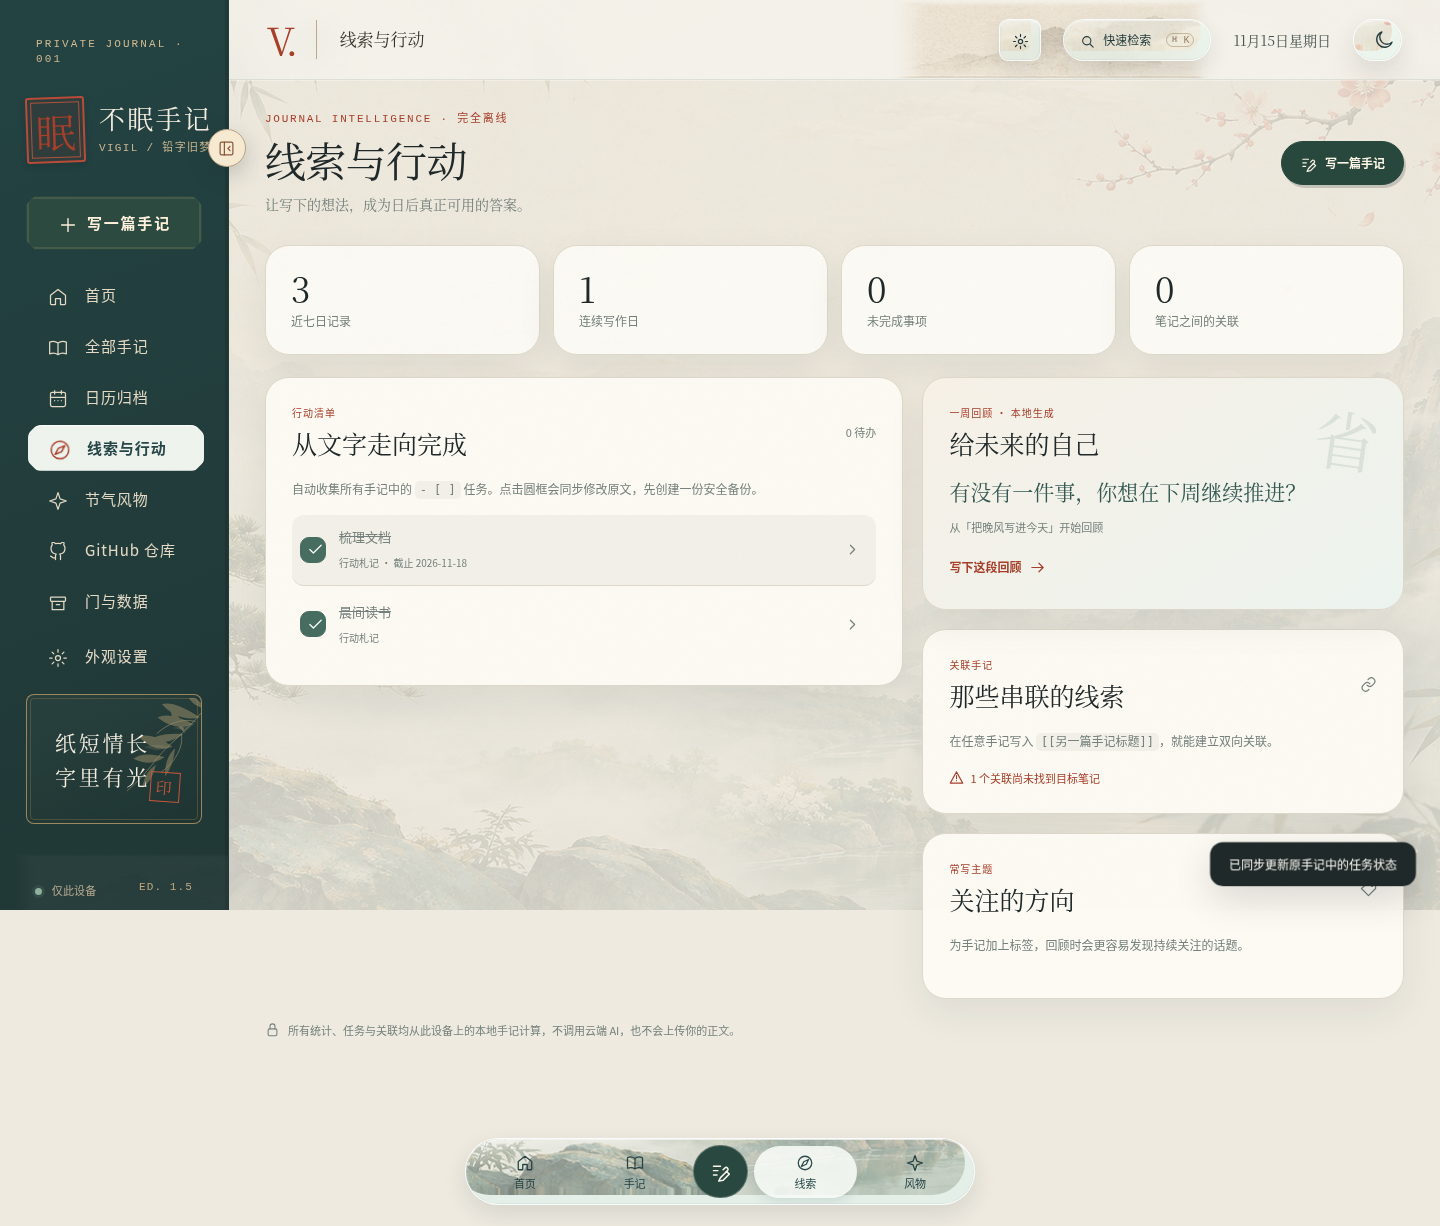 PRIVATE JOURNAL ·
001
眠
不眠手记
VIGIL / 铅字旧梦
写一篇手记
首页
全部手记
日历归档
线索与行动
节气风物
GitHub 仓库
门与数据
外观设置
纸短情长
字里有光
印
仅此设备
ED. 1.5
V.
线索与行动
快速检索
⌘ K
11月15日星期日
JOURNAL INTELLIGENCE · 完全离线
线索与行动
让写下的想法，成为日后真正可用的答案。
写一篇手记
3
近七日记录
1
连续写作日
0
未完成事项
0
笔记之间的关联
行动清单
从文字走向完成
0 待办
自动收集所有手记中的 - [ ] 任务。点击圆框会同步修改原文，先创建一份安全备份。
梳理文档
行动札记 · 截止 2026-11-18
晨间读书
行动札记
一周回顾 · 本地生成
给未来的自己
省
有没有一件事，你想在下周继续推进？
从「把晚风写进今天」开始回顾
写下这段回顾
关联手记
那些串联的线索
在任意手记写入 [[另一篇手记标题]]，就能建立双向关联。
1 个关联尚未找到目标笔记
常写主题
关注的方向
已同步更新原手记中的任务状态
为手记加上标签，回顾时会更容易发现持续关注的话题。
所有统计、任务与关联均从此设备上的本地手记计算，不调用云端 AI，也不会上传你的正文。
首页
手记
线索
风物